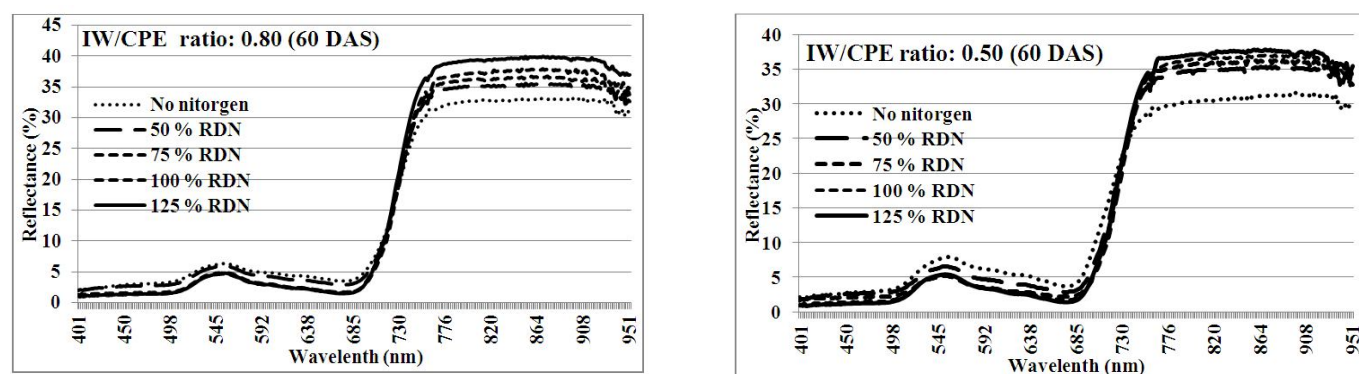 IW/CPE ratio: 0.80 (60 DAS)
45
40
35
30
25
20
15
10
5
0
Reflectance (%)
No nitorgen
50 % RDN
75 % RDN
100 % RDN
125 % RDN
401
450
498
545
592
638
685
730
776
820
864
908
951
Wavelenth (nm)
IW/CPE ratio: 0.50 (60 DAS)
40
35
30
25
20
15
10
5
0
Reflectance (%)
No nitorgen
50 % RDN
75 % RDN
100 % RDN
125 % RDN
401
450
498
545
592
638
685
730
776
820
864
908
951
Wavelenth (nm)